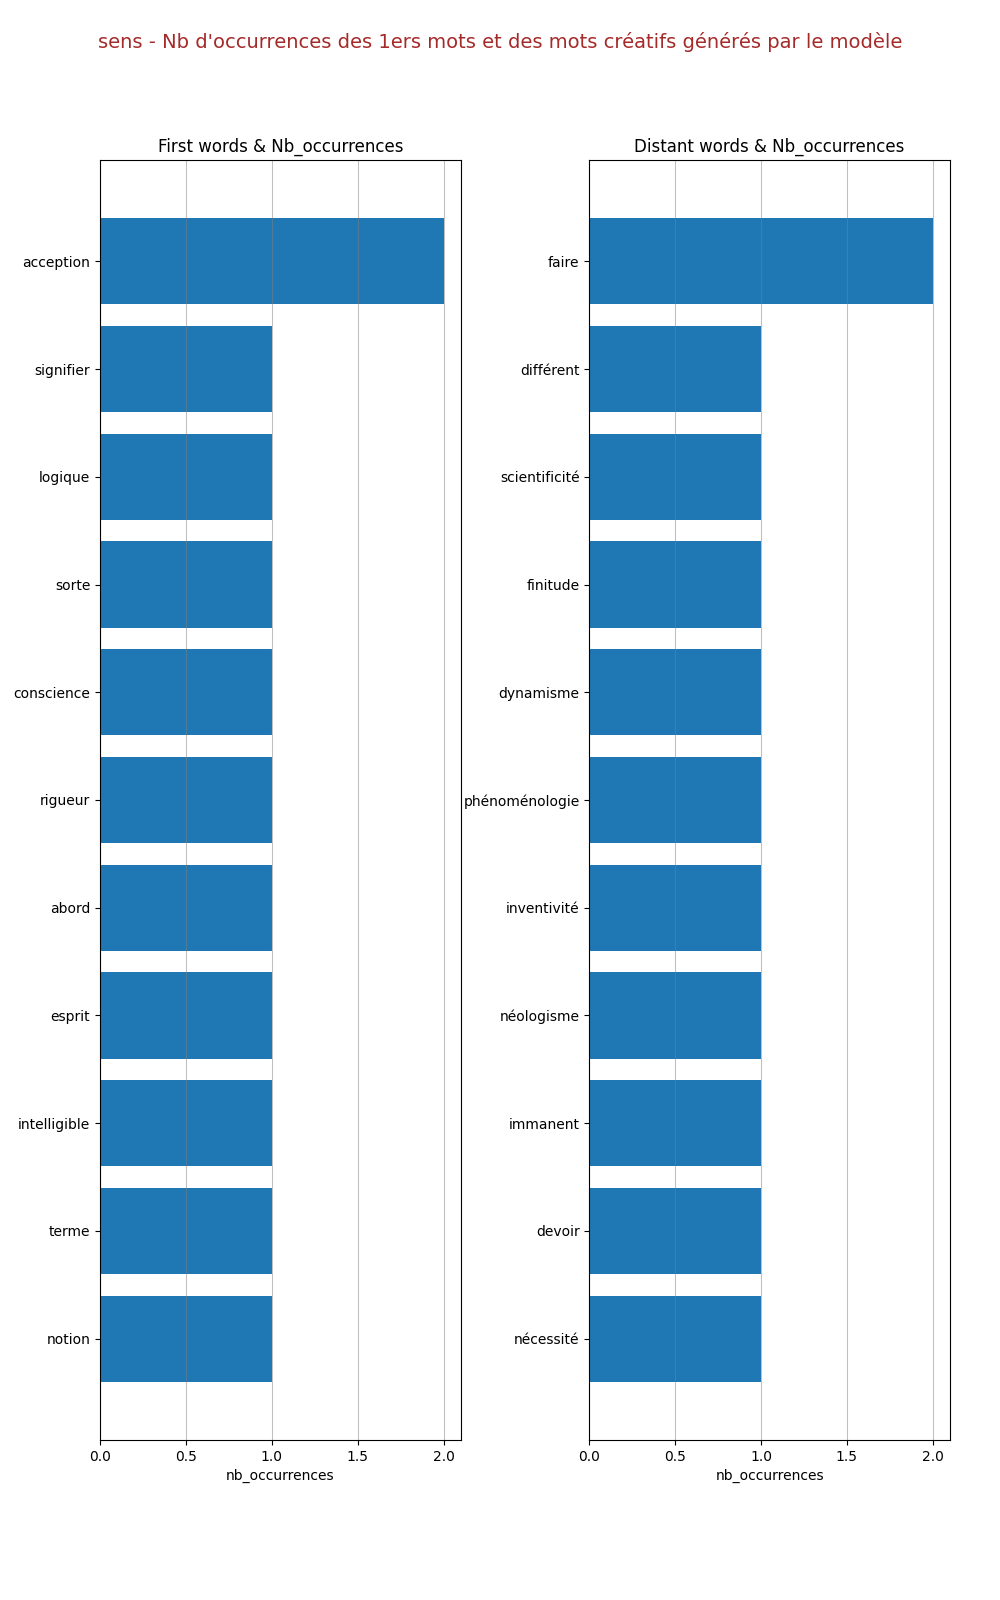 sens - Nb d'occurrences des 1ers mots et des mots créatifs générés par le modèle
First words & Nb_occurrences
acception
signifier
logique
sorte
conscience
rigueur
abord
esprit
intelligible
terme
notion
0.0 0.5 1.0 1.5 2.0
nb_occurrences
Distant words & Nb_occurrences
faire
différent
scientificité
finitude
dynamisme
phénoménologie
inventivité
néologisme
immanent
devoir
nécessité
0.0 0.5 1.0 1.5 2.0
nb_occurrences